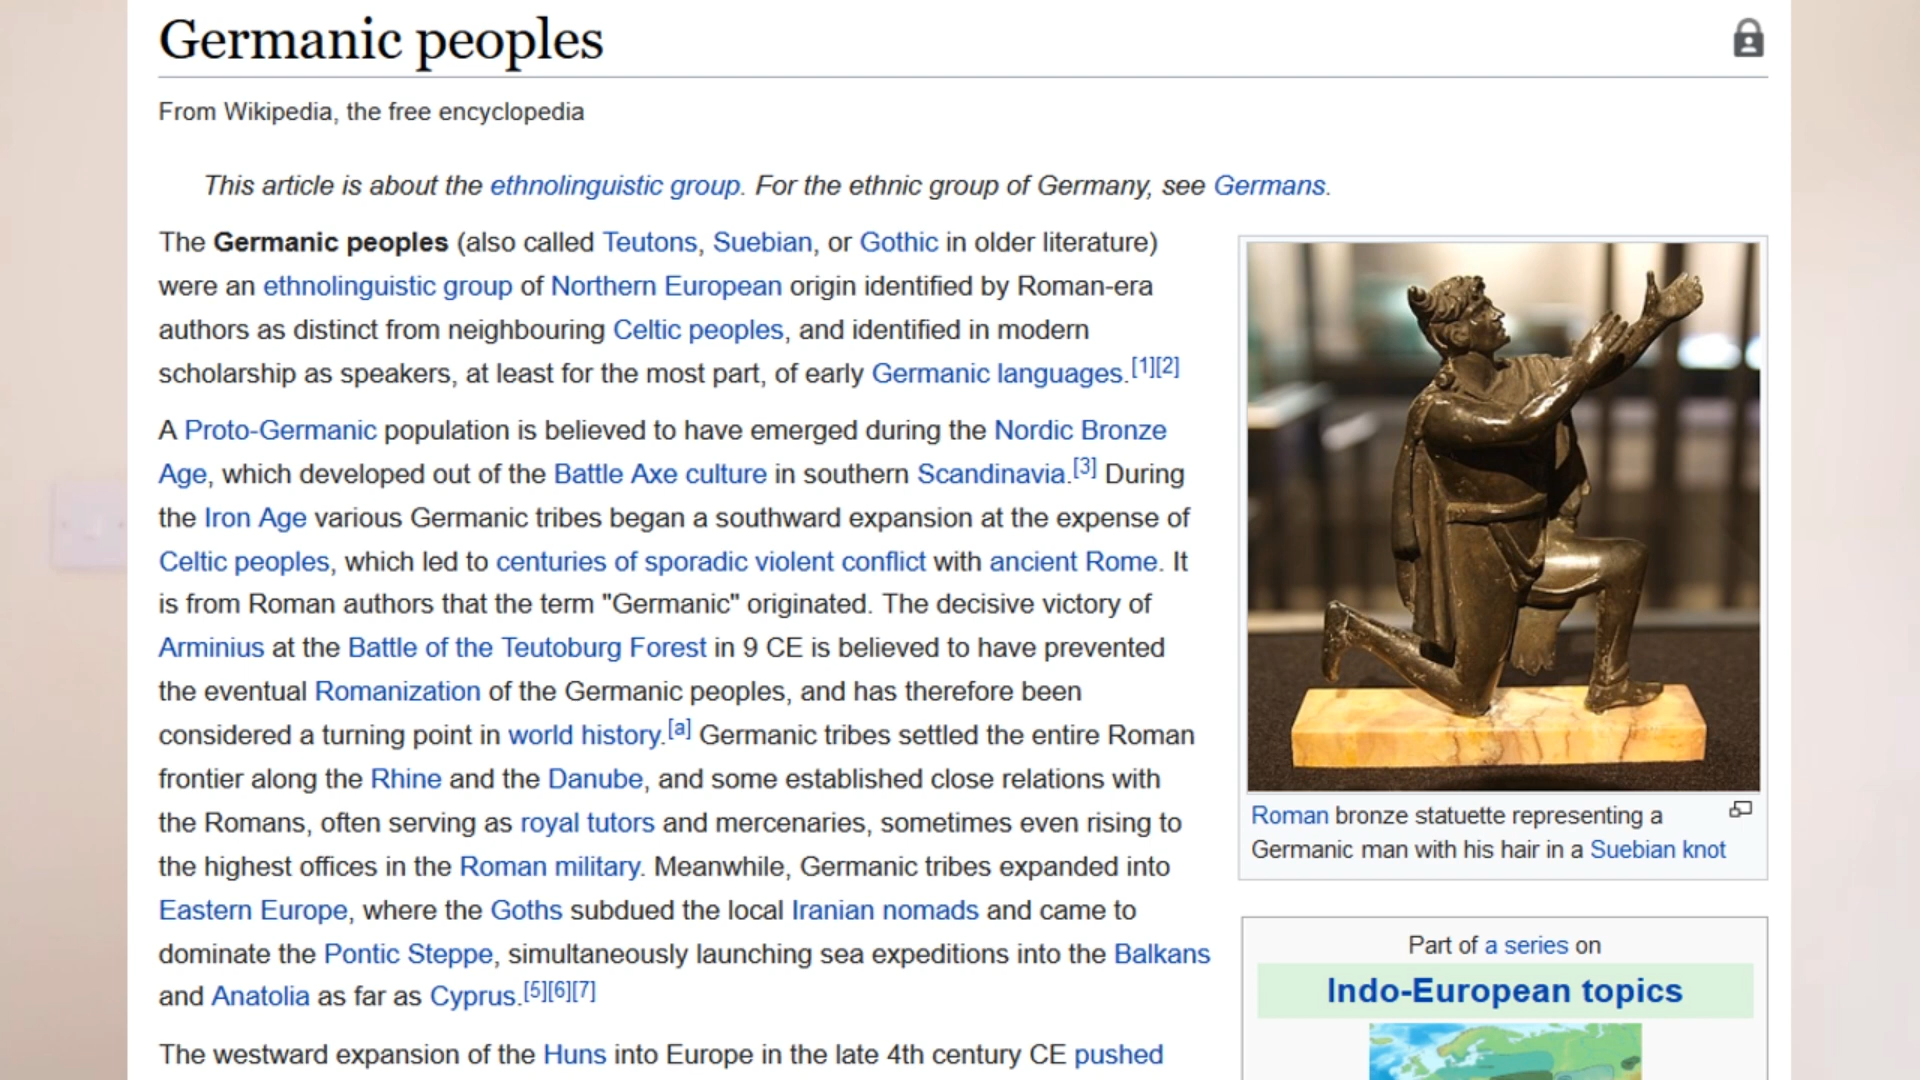 Germanic peoples
From Wikipedia, the free encyclopedia
This article is about the ethnolinguistic group. For the ethnic group of Germany, see Germans.
The Germanic peoples (also called Teutons, Suebian, or Gothic in older literature)
were an ethnolinguistic group of Northern European origin identified by Roman-era
authors as distinct from neighbouring Celtic peoples, and identified in modern
scholarship as speakers, at least for the most part, of early Germanic languages.[1][2]
A Proto-Germanic population is believed to have emerged during the Nordic Bronze
Age, which developed out of the Battle Axe culture in southern Scandinavia.[3] During
the Iron Age various Germanic tribes began a southward expansion at the expense of
Celtic peoples, which led to centuries of sporadic violent conflict with ancient Rome. It
is from Roman authors that the term "Germanic" originated. The decisive victory of
Arminius at the Battle of the Teutoburg Forest in 9 CE is believed to have prevented
the eventual Romanization of the Germanic peoples, and has therefore been
considered a turning point in world history.[a] Germanic tribes settled the entire Roman
frontier along the Rhine and the Danube, and some established close relations with
the Romans, often serving as royal tutors and mercenaries, sometimes even rising to
the highest offices in the Roman military. Meanwhile, Germanic tribes expanded into
Eastern Europe, where the Goths subdued the local Iranian nomads and came to
dominate the Pontic Steppe, simultaneously launching sea expeditions into the Balkans
and Anatolia as far as Cyprus.[5][6][7]
The westward expansion of the Huns into Europe in the late 4th century CE pushed
Roman bronze statuette representing a
Germanic man with his hair in a Suebian knot
Part of a series on
Indo-European topics